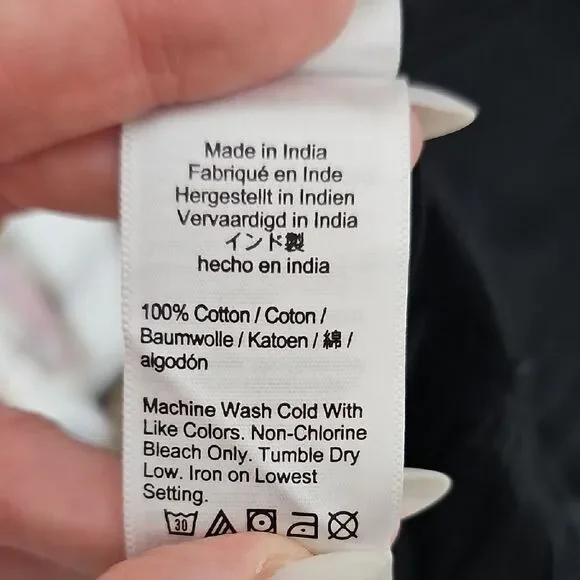 Made in India
Fabriqué en Inde
Hergestellt in Indien
Vervaardigd in India
インド製
hecho en india
100% Cotton / Coton /
Baumwolle / Katoen / 綿 /
algodón
Machine Wash Cold With
Like Colors. Non-Chlorine
Bleach Only. Tumble Dry
Low. Iron on Lowest
Setting.
30